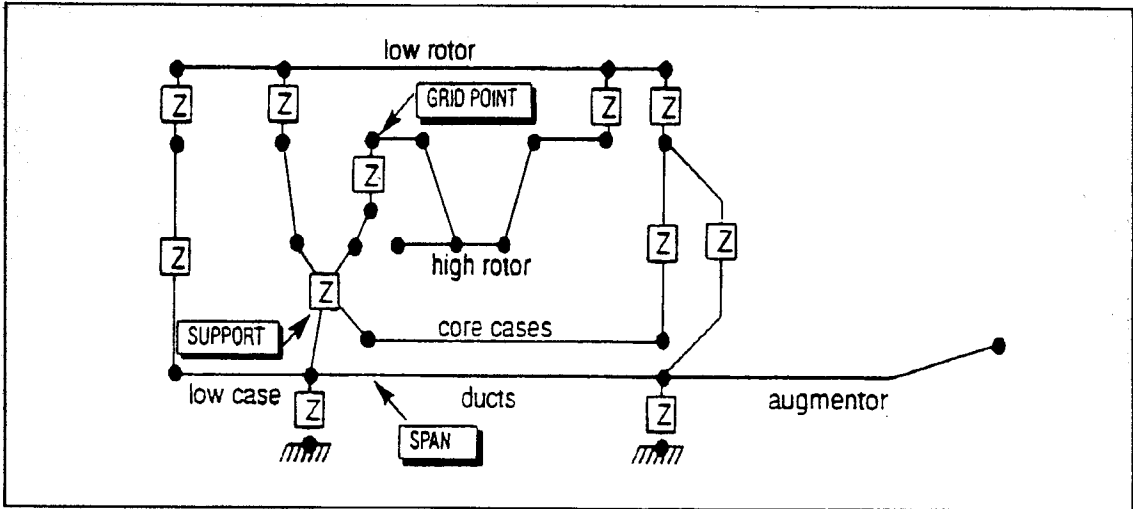 low rotor
Z
Z
Z
Z
GRID POINT
Z
Z
Z
Z
high rotor
Z
SUPPORT
core cases
low case
ducts
augmentor
Z
Z
SPAN